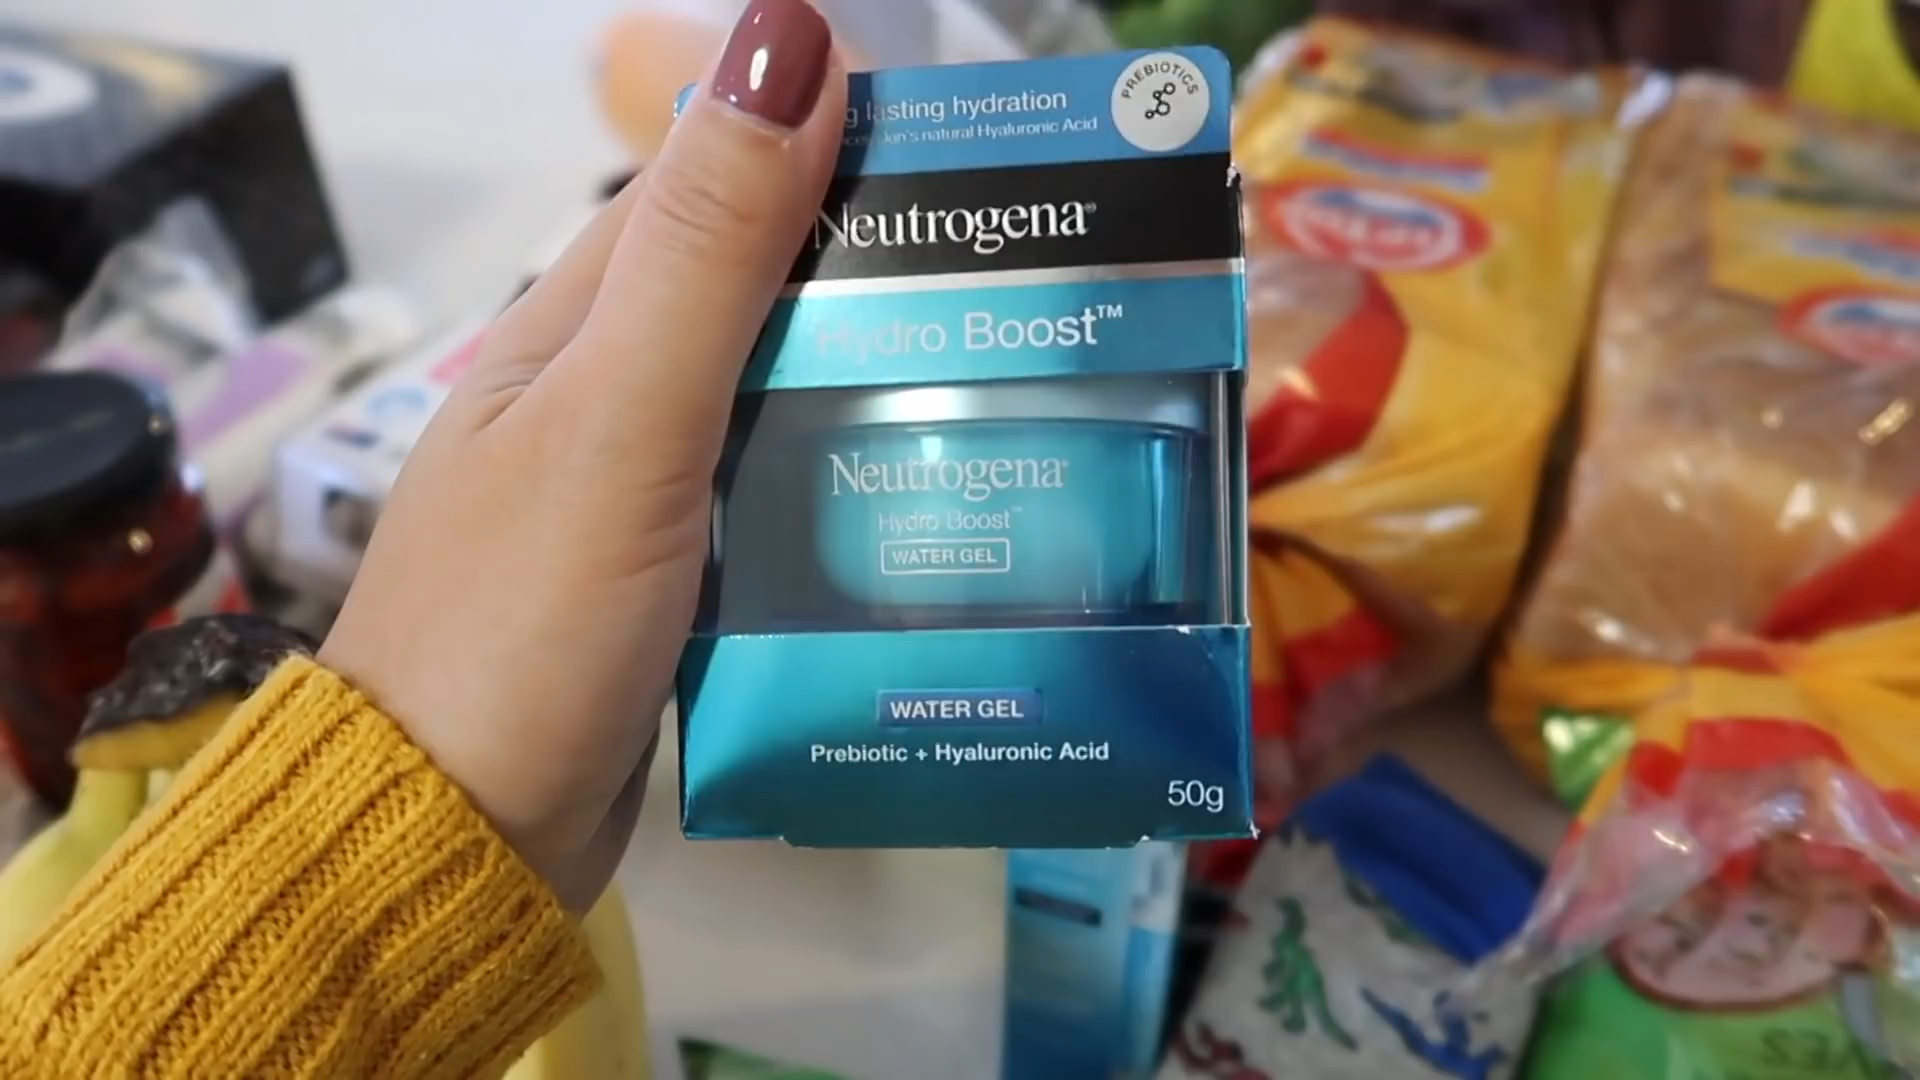 lasting hydration
PREBIOTICS
skin's natural Hyaluronic Acid
Neutrogena®
Hydro Boost™
Neutrogena®
Hydro Boost™
WATER GEL
WATER GEL
Prebiotic + Hyaluronic Acid
50g